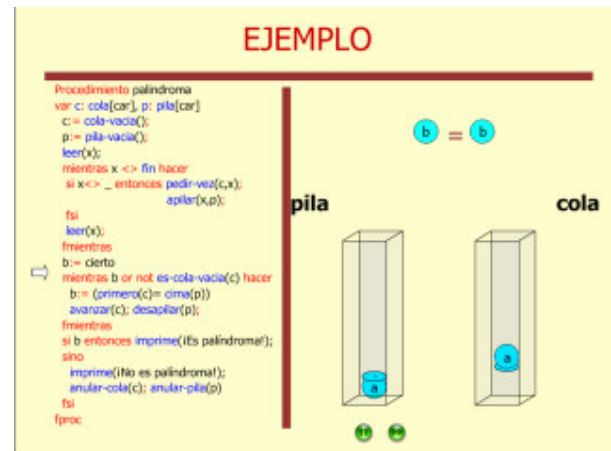 EJEMPLO
Procedimiento palindroma
var c: cola[car], p: pila[car]
c:= cola-vacia();
p:= pila-vacia();
leer(x);
mientras x <> fin hacer
si x<> _ entonces pedir-vez(c,x);
apilar(x,p);
fsi
leer(x);
fmientras
b:= cierto
mientras b or not es-cola-vacia(c) hacer
b:= (primero(c)= cima(p))
avanzar(c); desapilar(p);
fmientras
si b entonces imprime(¡Es palíndroma!);
sino
imprime(¡No es palíndroma!);
anular-cola(c); anular-pila(p)
fsi
fproc
b = b
pila
cola
a
a